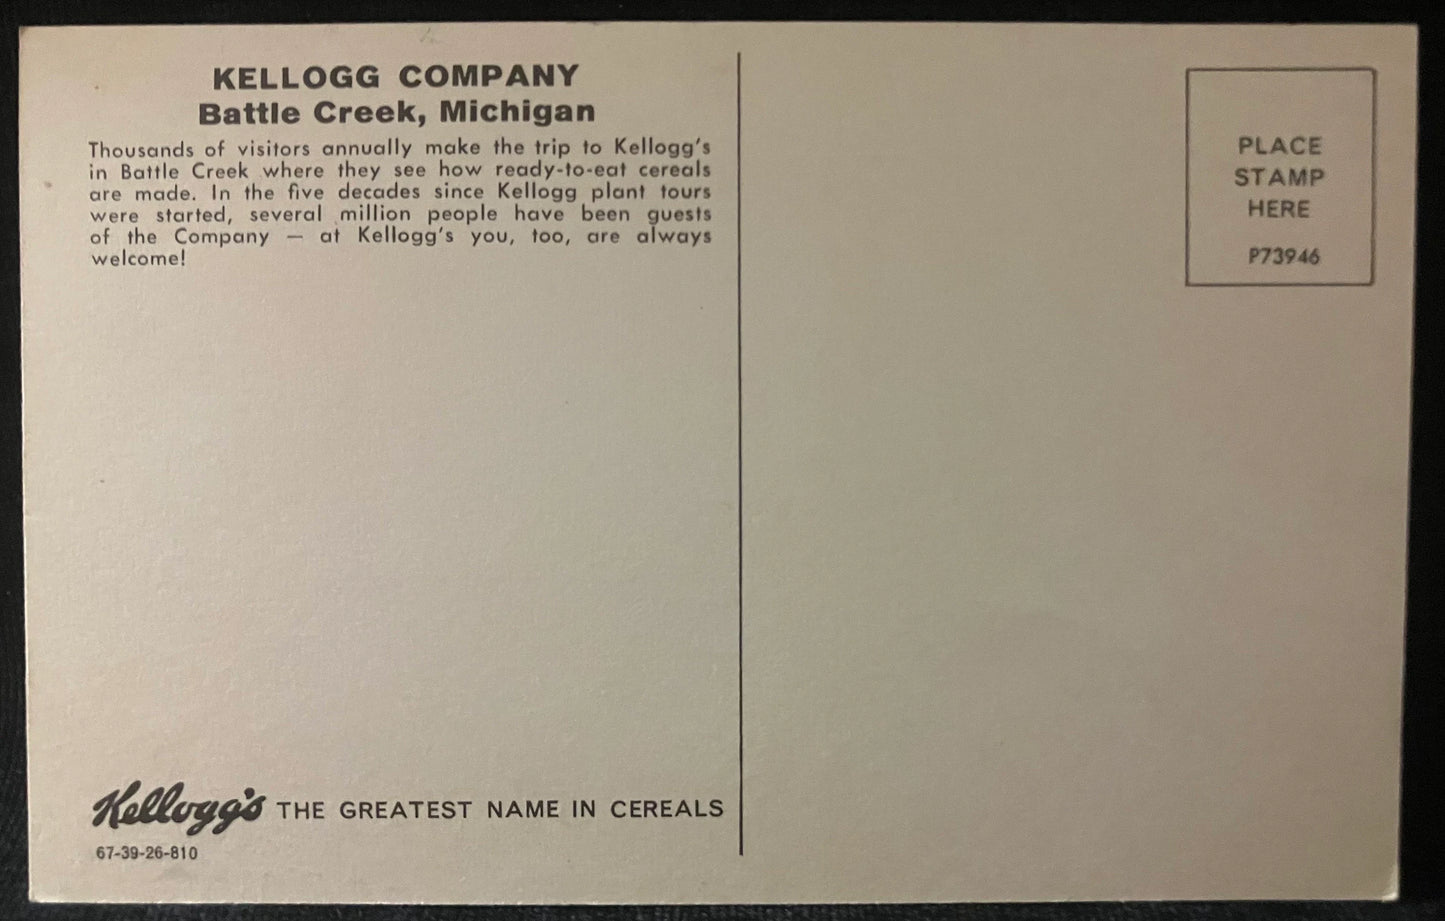 KELLOGG COMPANY
Battle Creek, Michigan
Thousands of visitors annually make the trip to Kellogg's
in Battle Creek where they see how ready-to-eat cereals
are made. In the five decades since Kellogg plant tours
were started, several million people have been guests
of the Company — at Kellogg's you, too, are always
welcome!
Kellogg's THE GREATEST NAME IN CEREALS
67-39-26-810
PLACE
STAMP
HERE
P73946